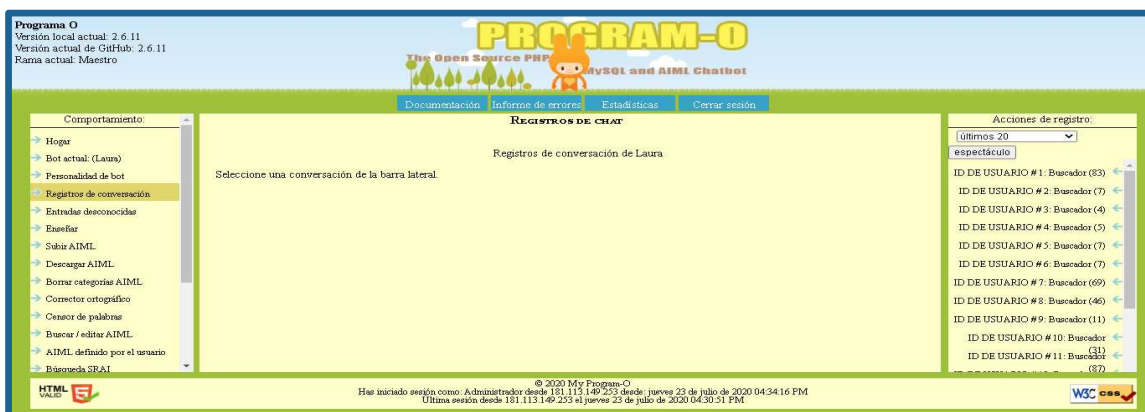 Programa O
Versión local actual: 2.6.11
Versión actual de GitHub: 2.6.11
Rama actual: Maestro
PROGRAM-O
The Open Source PHP
MySQL and AIML Chatbot
Documentación
Informe de errores
Estadísticas
Cerrar sesión
Comportamiento:
Hogar
Bot actual: (Laura)
Personalidad de bot
Registros de conversación
Entradas desconocidas
Enseñar
Subir AIML
Descargar AIML
Borrar categorías AIML
Corrector ortográfico
Censor de palabras
Buscar / editar AIML
AIML definido por el usuario
Búsqueda SRAI
REGISTROS DE CHAT
Registros de conversación de Laura
Seleccione una conversación de la barra lateral.
Acciones de registro:
últimos 20
espectáculo
ID DE USUARIO # 1: Buscador (83)
ID DE USUARIO # 2: Buscador (7)
ID DE USUARIO # 3: Buscador (4)
ID DE USUARIO # 4: Buscador (5)
ID DE USUARIO # 5: Buscador (7)
ID DE USUARIO # 6: Buscador (7)
ID DE USUARIO # 7: Buscador (69)
ID DE USUARIO # 8: Buscador (46)
ID DE USUARIO # 9: Buscador (11)
ID DE USUARIO # 10: Buscador
(31)
ID DE USUARIO # 11: Buscador
(87)
HTML
VALID
© 2020 My Program-O
Has iniciado sesión como: Administrador desde 181.113.149.253 desde: jueves 23 de julio de 2020 04:34:16 PM
Última sesión desde 181.113.149.253 el jueves 23 de julio de 2020 04:30:51 PM
W3C css